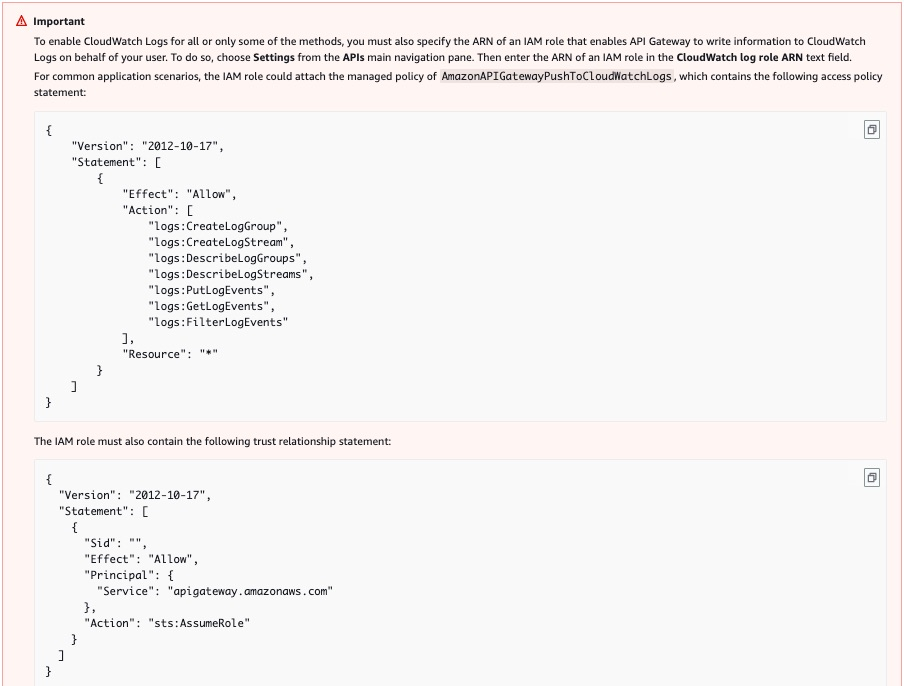 Important
To enable CloudWatch Logs for all or only some of the methods, you must also specify the ARN of an IAM role that enables API Gateway to write information to CloudWatch
Logs on behalf of your user. To do so, choose Settings from the APIs main navigation pane. Then enter the ARN of an IAM role in the CloudWatch log role ARN text field.
For common application scenarios, the IAM role could attach the managed policy of AmazonAPIGatewayPushToCloudWatchLogs, which contains the following access policy
statement:
{
    "Version": "2012-10-17",
    "Statement": [
        {
            "Effect": "Allow",
            "Action": [
                "logs:CreateLogGroup",
                "logs:CreateLogStream",
                "logs:DescribeLogGroups",
                "logs:DescribeLogStreams",
                "logs:PutLogEvents",
                "logs:GetLogEvents",
                "logs:FilterLogEvents"
            ],
            "Resource": "*"
        }
    ]
}
The IAM role must also contain the following trust relationship statement:
{
  "Version": "2012-10-17",
  "Statement": [
    {
      "Sid": "",
      "Effect": "Allow",
      "Principal": {
        "Service": "apigateway.amazonaws.com"
      },
      "Action": "sts:AssumeRole"
    }
  ]
}